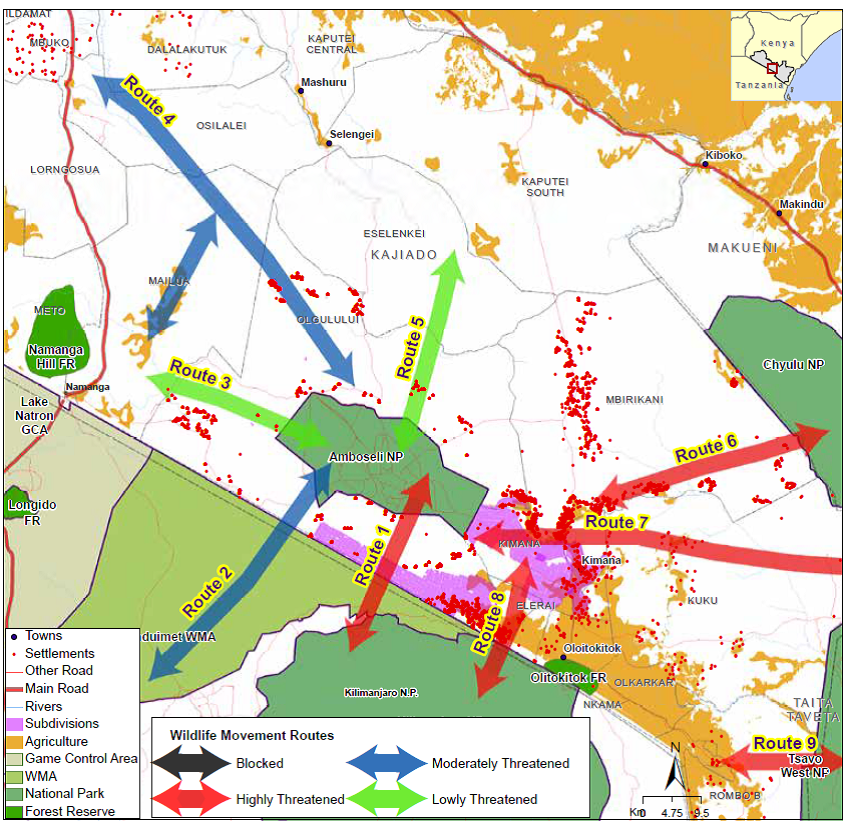 ILDAMAT
MBUKO
DALALAKUTUK
KAPUTEI
CENTRAL
Kenya
Tanzania
Mashuru
Route 4
OSILALEI
Selengei
LORNGOSUA
Kiboko
KAPUTEI
SOUTH
Makindu
ESELENKEI
KAJIADO
MAKUENI
MAILUA
METO
OLGULULUI
Route 5
Namanga
Hill FR
Chyulu NP
Route 3
Namanga
MBIRIKANI
Lake
Natron
GCA
Route 6
Amboseli NP
Longido
FR
Route 7
KIMANA
Kimana
Route 1
Route 2
Route 8
ELERAI
KUKU
duimet WMA
Oloitokitok
Olitokitok FR
OLKARKAR
Kilimanjaro N.P.
NKAMA
TAITA
TAVETA
Route 9
Tsavo
West NP
ROMBO B
N
Km
0 4.75 9.5
Towns
Settlements
Other Road
Main Road
Rivers
Subdivisions
Agriculture
Game Control Area
WMA
National Park
Forest Reserve
Wildlife Movement Routes
Blocked
Moderately Threatened
Highly Threatened
Lowly Threatened